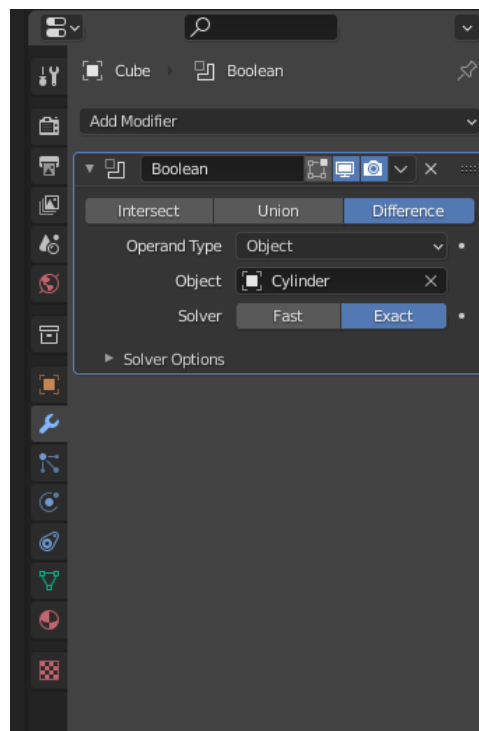 Cube Boolean
Add Modifier
Boolean
Intersect Union Difference
Operand Type Object
Object Cylinder
Solver Fast Exact
Solver Options